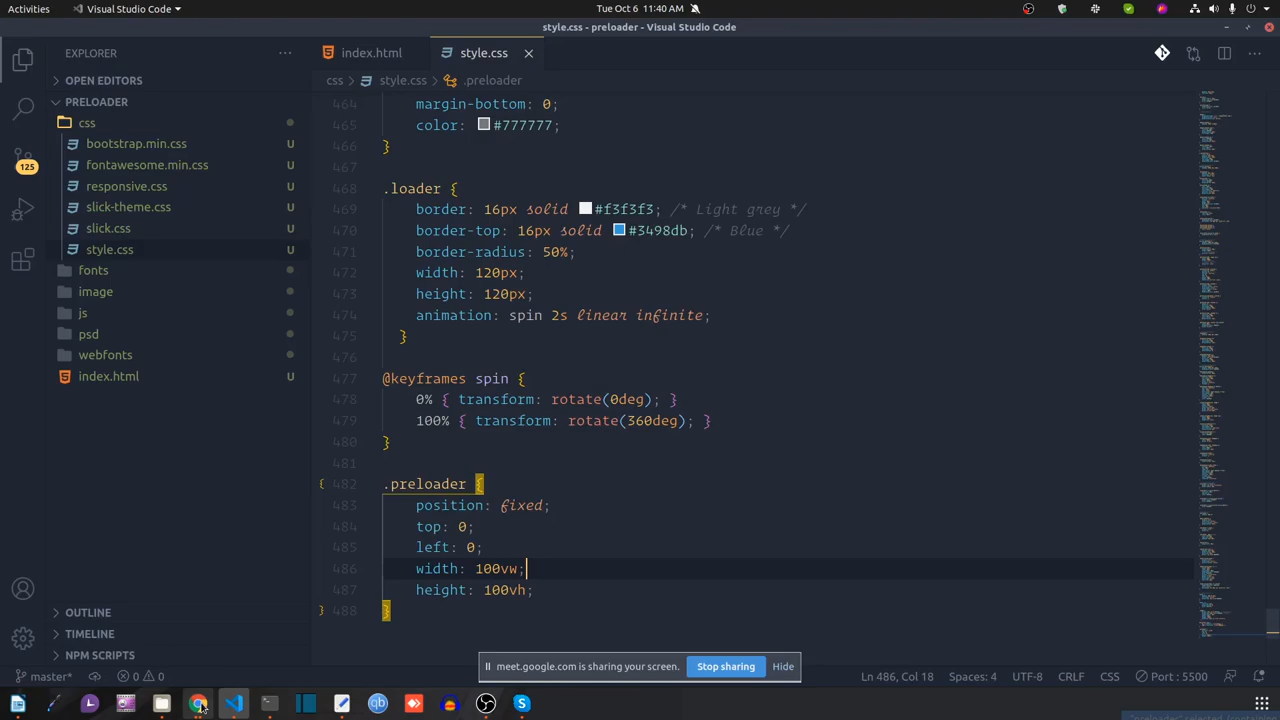 Activities Visual Studio Code Tue Oct 6 11:40 AM
style.css - preloader - Visual Studio Code
EXPLORER
index.html
style.css
OPEN EDITORS
css > style.css > .preloader
PRELOADER
css
bootstrap.min.css U
fontawesome.min.css U
responsive.css U
slick-theme.css U
slick.css U
style.css U
fonts
image
js
psd
webfonts
index.html U
125
OUTLINE
TIMELINE
NPM SCRIPTS
464 margin-bottom: 0;
465 color: #777777;
466 }
467
468 .loader {
469 border: 16px solid #f3f3f3; /* Light grey */
470 border-top: 16px solid #3498db; /* Blue */
471 border-radius: 50%;
472 width: 120px;
473 height: 120px;
474 animation: spin 2s linear infinite;
475 }
476
477 @keyframes spin {
478 0% { transform: rotate(0deg); }
479 100% { transform: rotate(360deg); }
480 }
481
482 .preloader {
483 position: fixed;
484 top: 0;
485 left: 0;
486 width: 100vw;
487 height: 100vh;
488 }
meet.google.com is sharing your screen. Stop sharing Hide
master* 0 0 Ln 486, Col 18 Spaces: 4 UTF-8 CRLF CSS Port : 5500